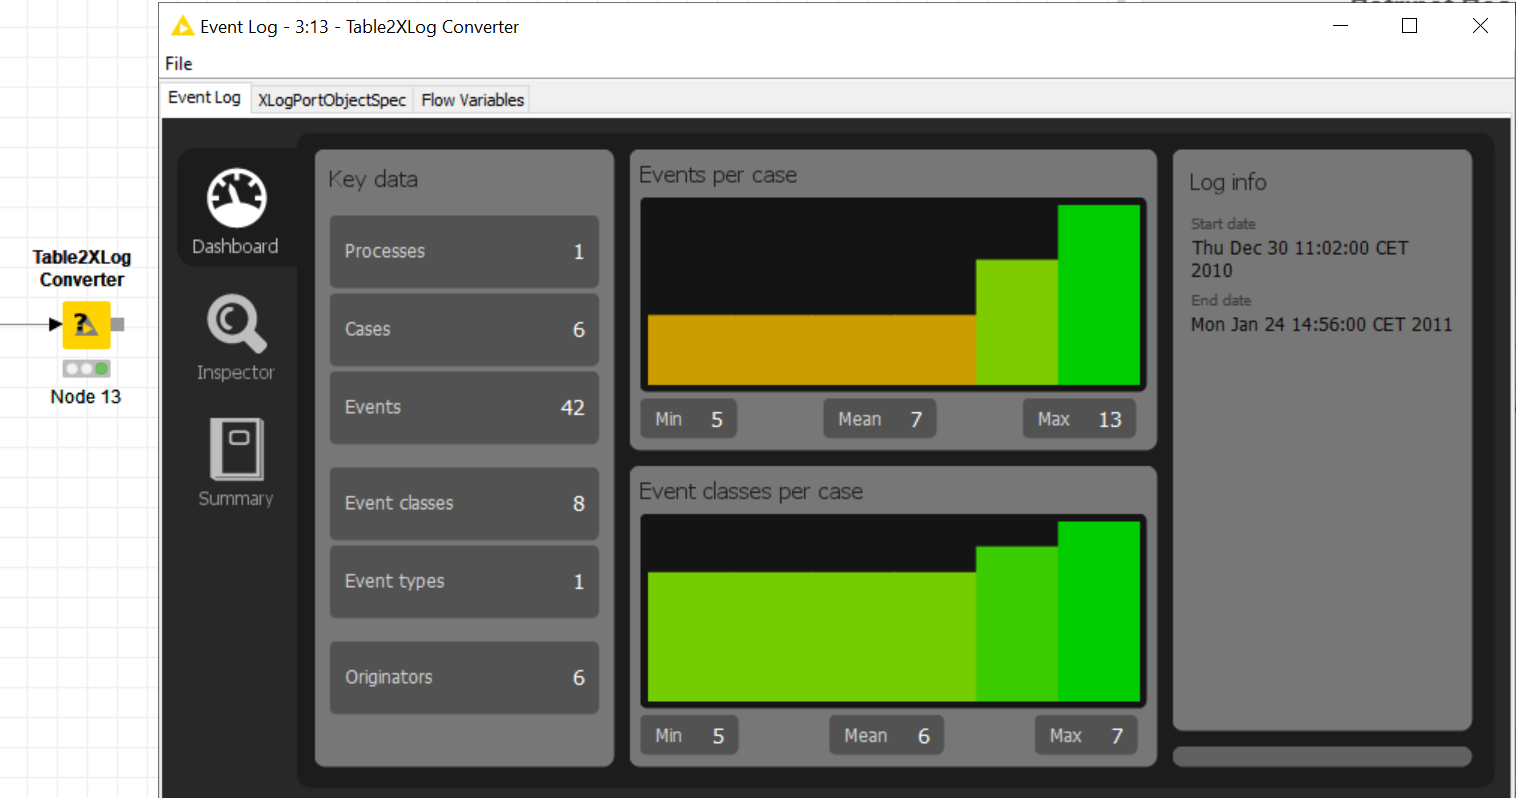 Event Log - 3:13 - Table2XLog Converter
File
Event Log
XLogPortObjectSpec
Flow Variables
Table2XLog
Converter
?
Node 13
Dashboard
Inspector
Summary
Key data
Processes 1
Cases 6
Events 42
Event classes 8
Event types 1
Originators 6
Events per case
Min 5
Mean 7
Max 13
Event classes per case
Min 5
Mean 6
Max 7
Log info
Start date
Thu Dec 30 11:02:00 CET
2010
End date
Mon Jan 24 14:56:00 CET 2011